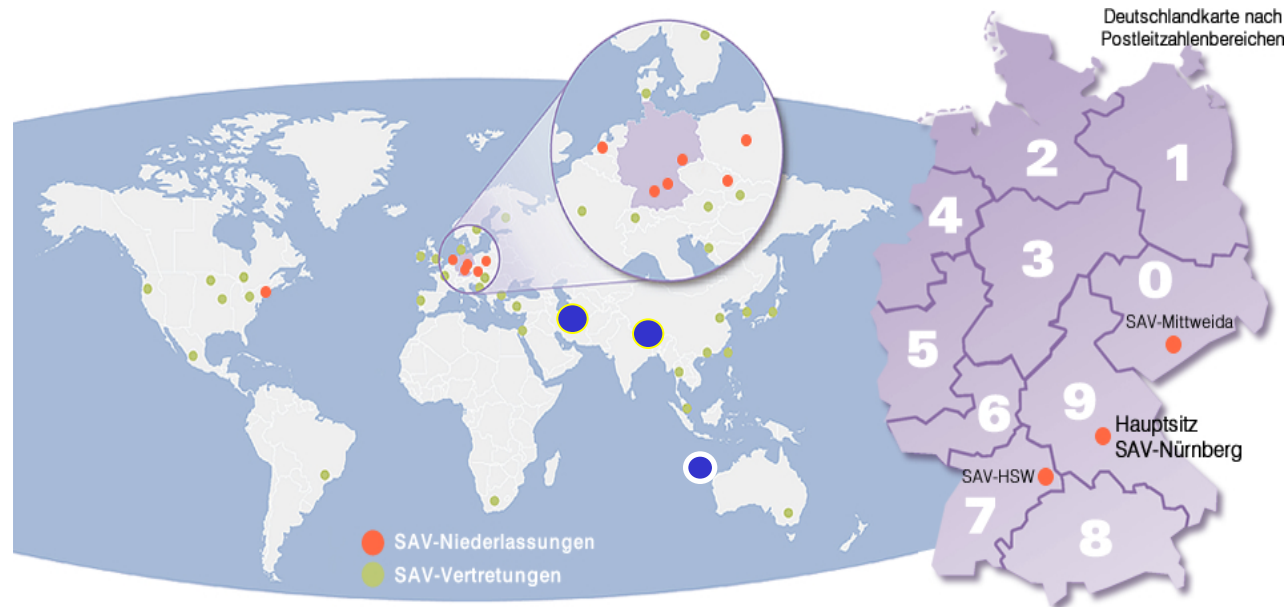 Deutschlandkarte nach
Postleitzahlenbereichen
2
1
4
3
0
SAV-Mittweida
5
6
9
Hauptsitz
SAV-Nürnberg
SAV-HSW
7
8
SAV-Niederlassungen
SAV-Vertretungen